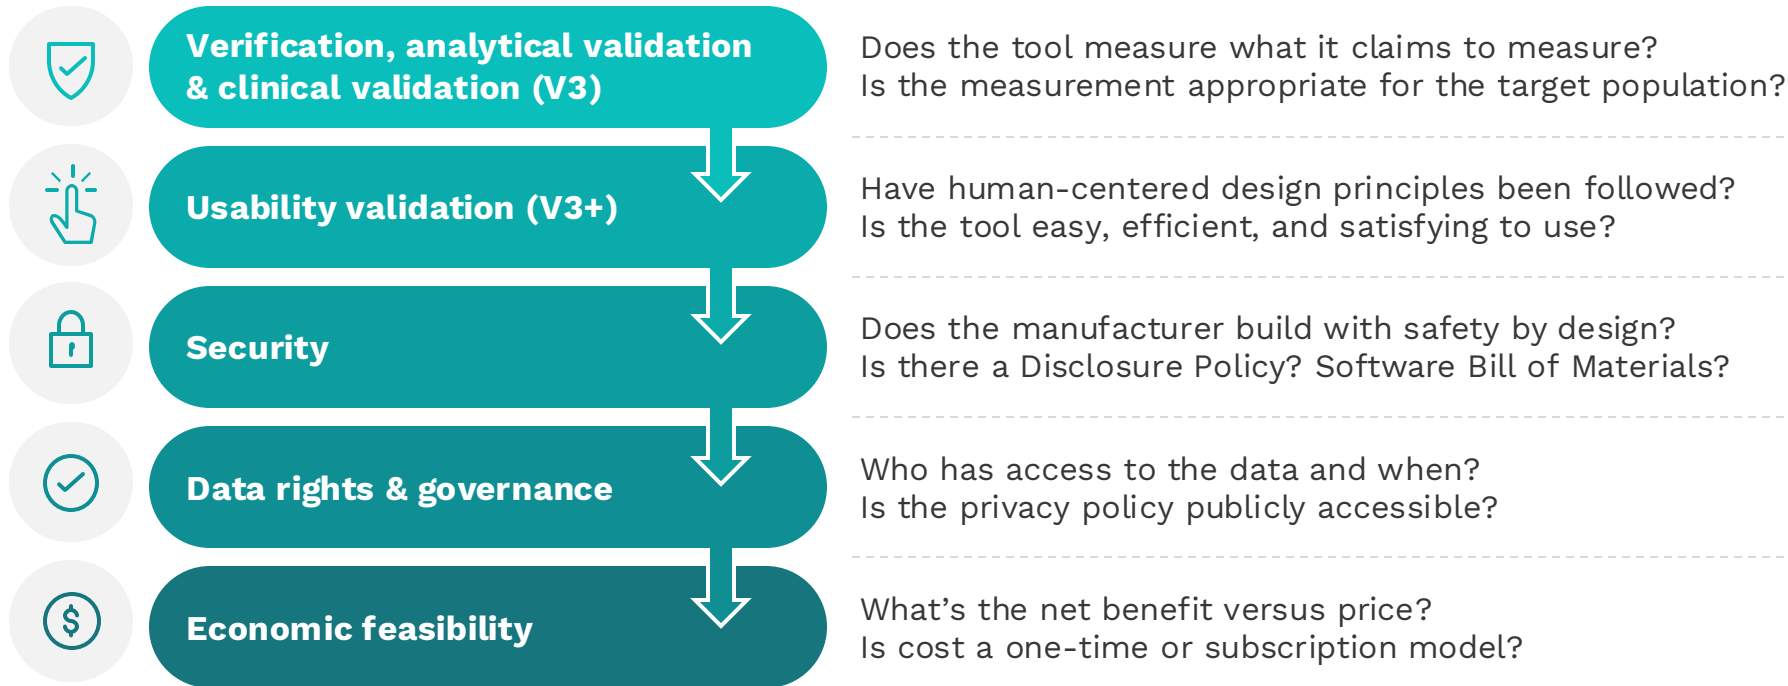 Verification, analytical validation
& clinical validation (V3)
Does the tool measure what it claims to measure?
Is the measurement appropriate for the target population?
Usability validation (V3+)
Have human-centered design principles been followed?
Is the tool easy, efficient, and satisfying to use?
Security
Does the manufacturer build with safety by design?
Is there a Disclosure Policy? Software Bill of Materials?
Data rights & governance
Who has access to the data and when?
Is the privacy policy publicly accessible?
$
Economic feasibility
What’s the net benefit versus price?
Is cost a one-time or subscription model?